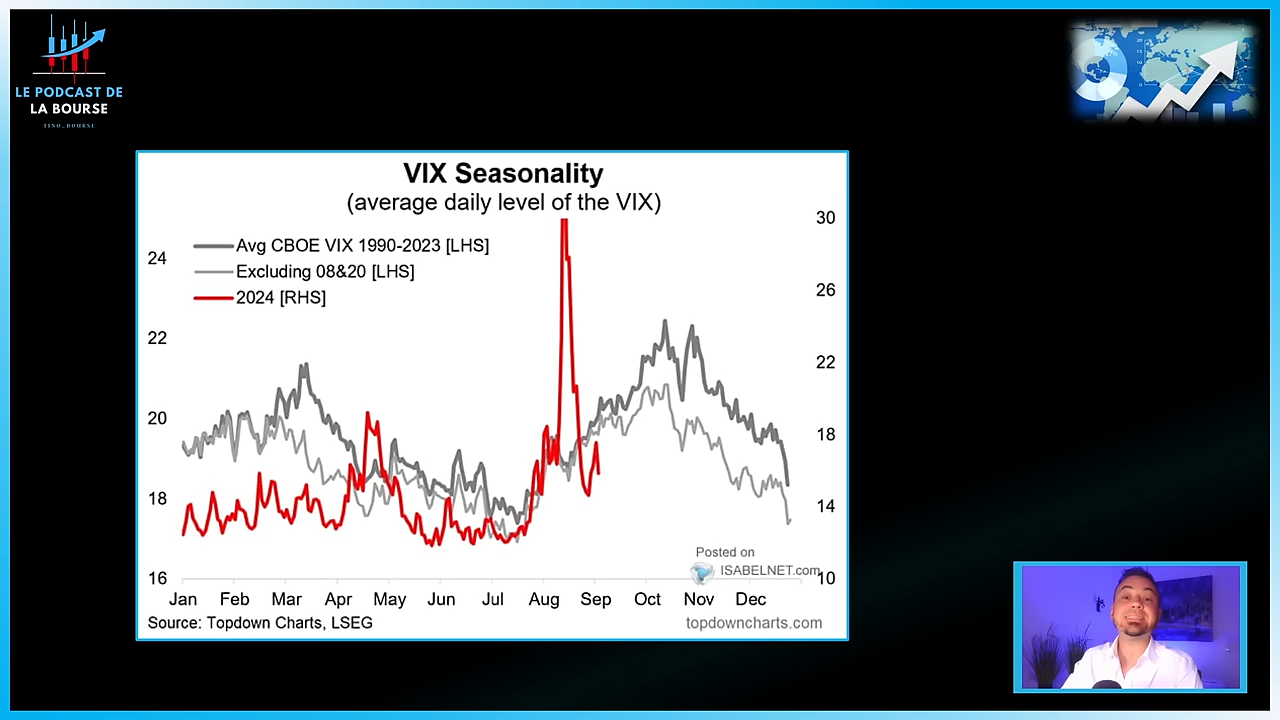 LE PODCAST DE
LA BOURSE
TINO_BOURSE
VIX Seasonality
(average daily level of the VIX)
Avg CBOE VIX 1990-2023 [LHS]
Excluding 08&20 [LHS]
2024 [RHS]
24
22
20
18
16
30
26
22
18
14
10
Posted on
ISABELNET.com
Jan Feb Mar Apr May Jun Jul Aug Sep Oct Nov Dec
Source: Topdown Charts, LSEG
topdowncharts.com